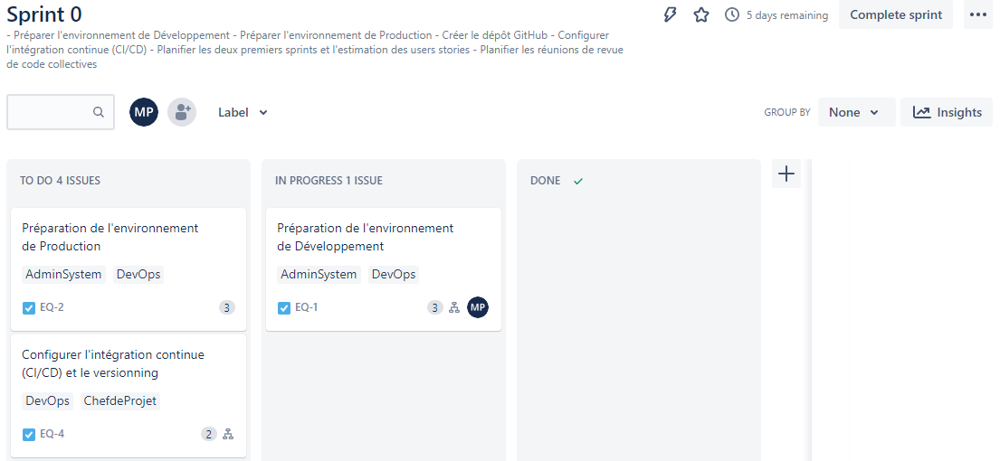 Sprint 0
5 days remaining
Complete sprint
- Préparer l'environnement de Développement - Préparer l'environnement de Production - Créer le dépôt GitHub - Configurer
l'intégration continue (CI/CD) - Planifier les deux premiers sprints et l'estimation des users stories - Planifier les réunions de revue
de code collectives
MP
Label
GROUP BY
None
Insights
TO DO 4 ISSUES
Préparation de l'environnement
de Production
AdminSystem DevOps
EQ-2
3
Configurer l'intégration continue
(CI/CD) et le versionning
DevOps ChefdeProjet
EQ-4
2
IN PROGRESS 1 ISSUE
Préparation de l'environnement
de Développement
AdminSystem DevOps
EQ-1
3
MP
DONE